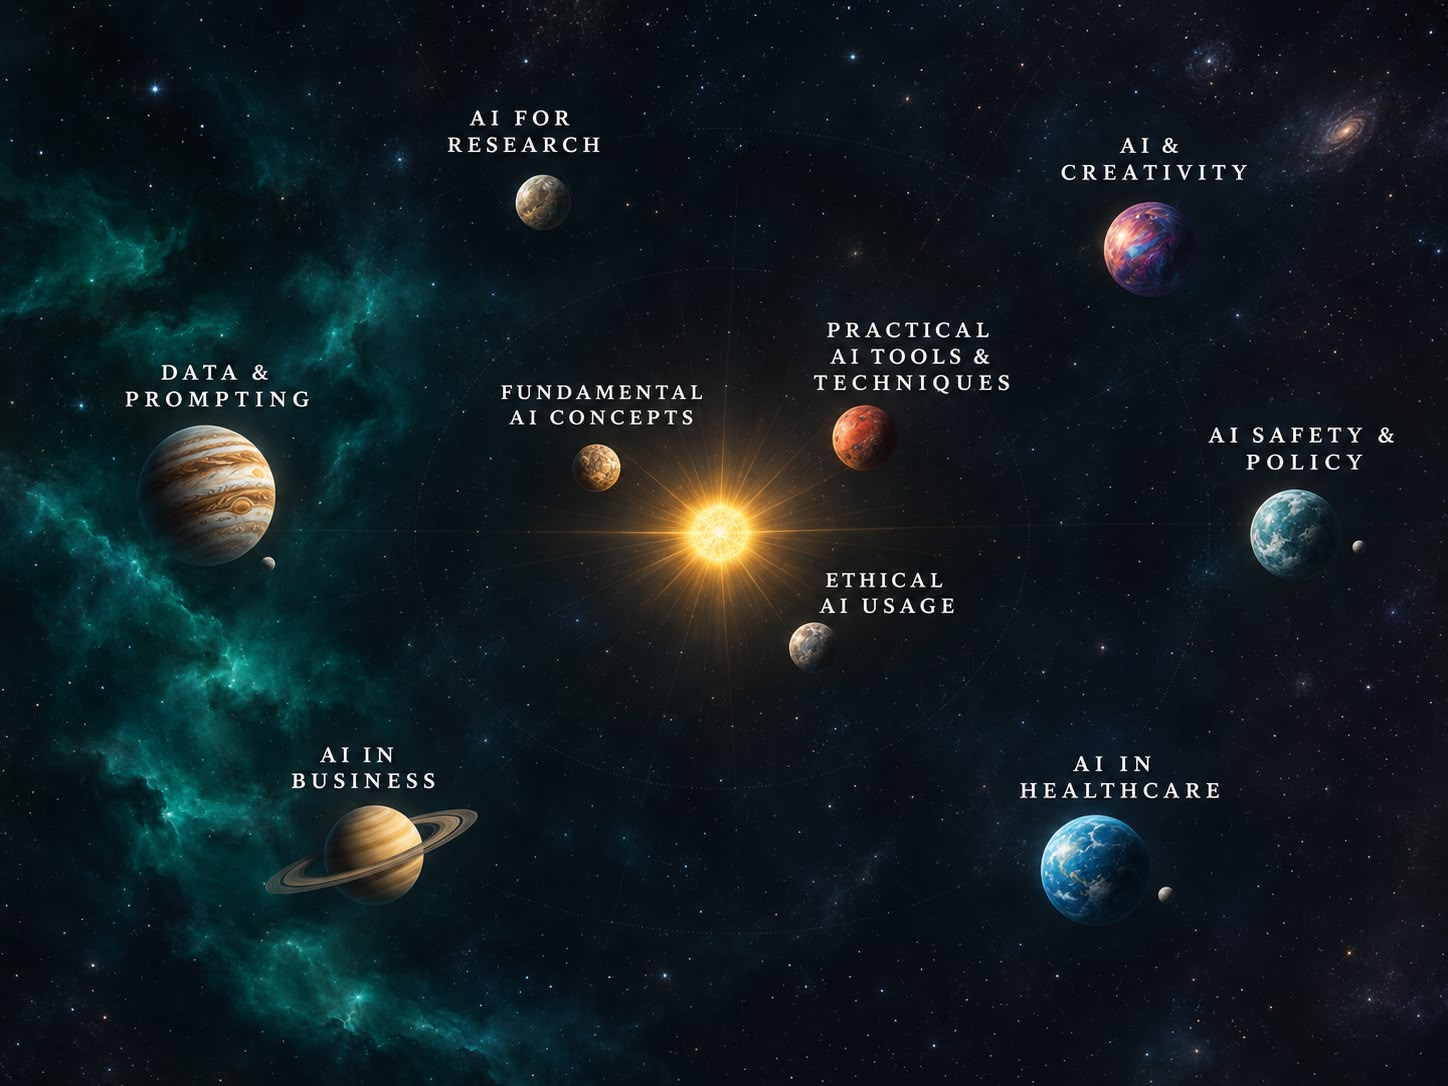 AI FOR
RESEARCH
AI &
CREATIVITY
PRACTICAL
AI TOOLS &
TECHNIQUES
DATA &
PROMPTING
FUNDAMENTAL
AI CONCEPTS
AI SAFETY &
POLICY
ETHICAL
AI USAGE
AI IN
BUSINESS
AI IN
HEALTHCARE